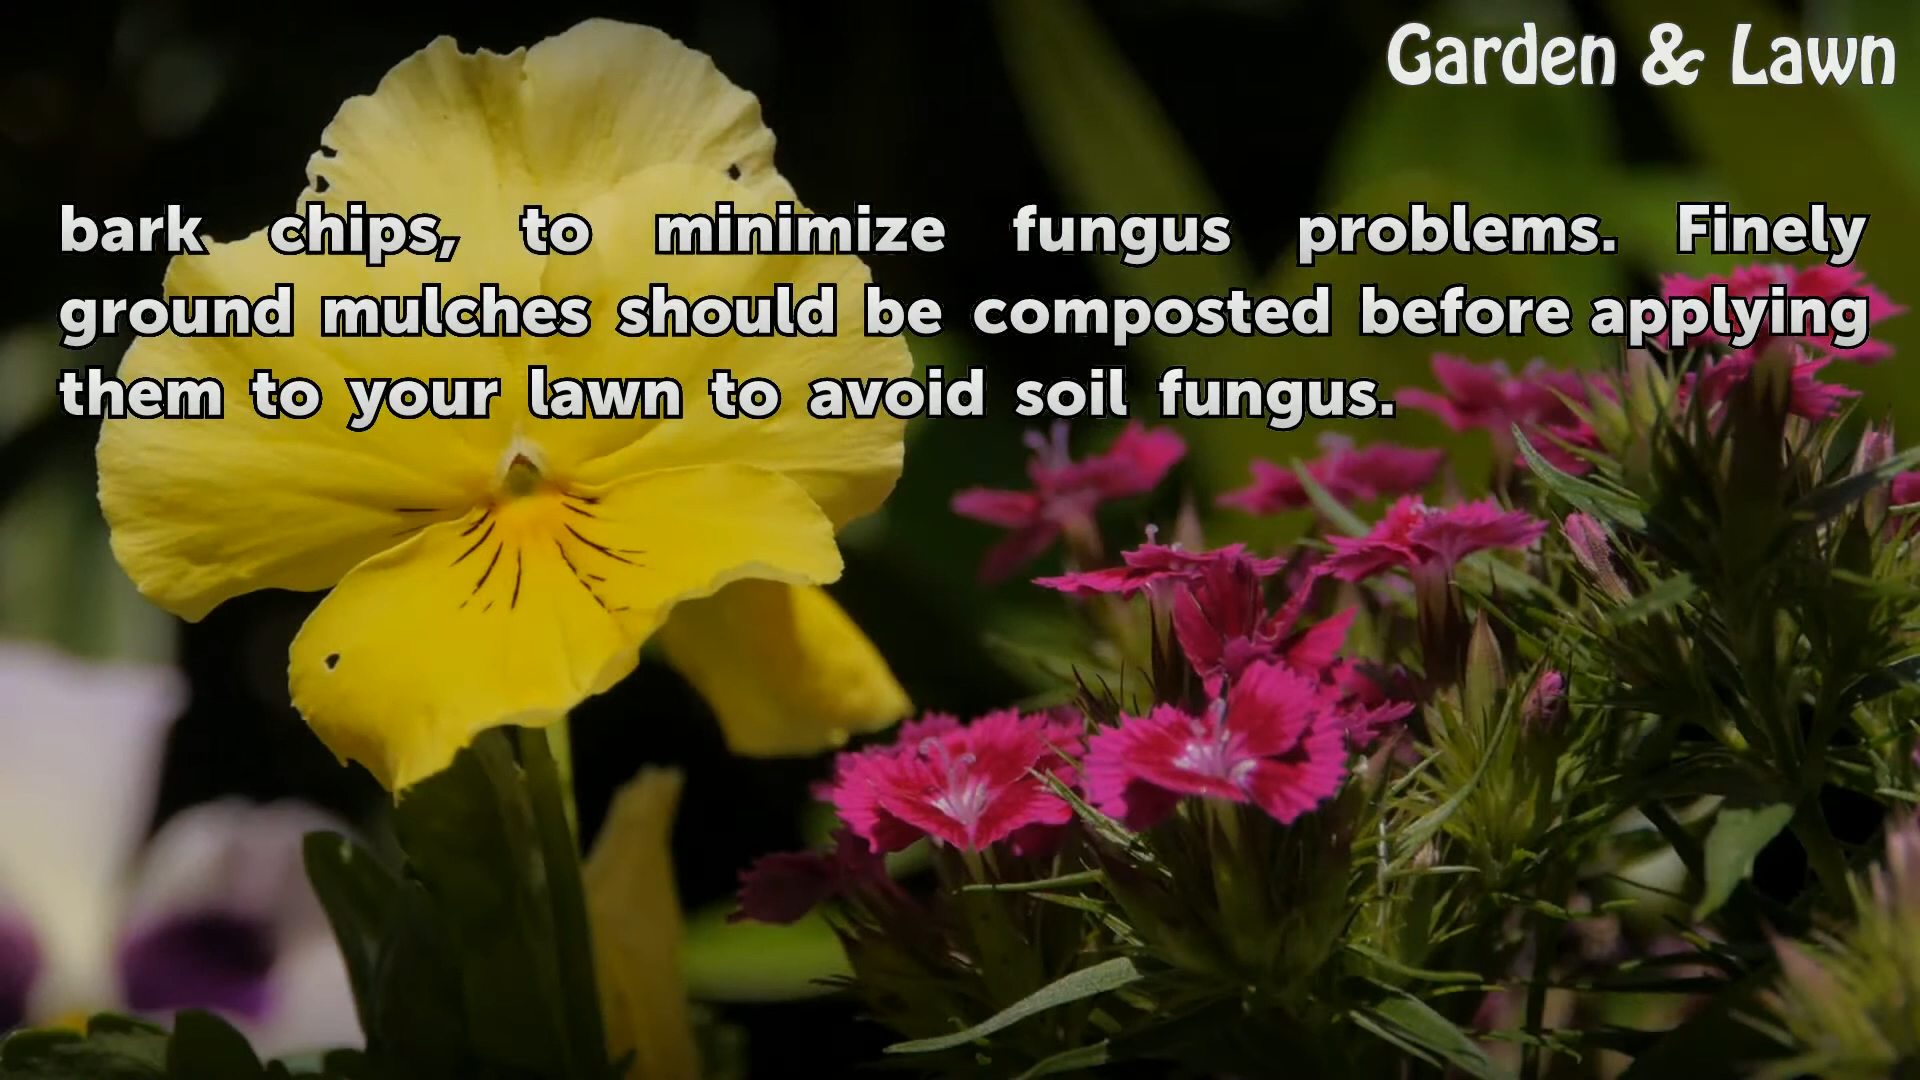 Garden & Lawn
bark chips, to minimize fungus problems. Finely
ground mulches should be composted before applying
them to your lawn to avoid soil fungus.